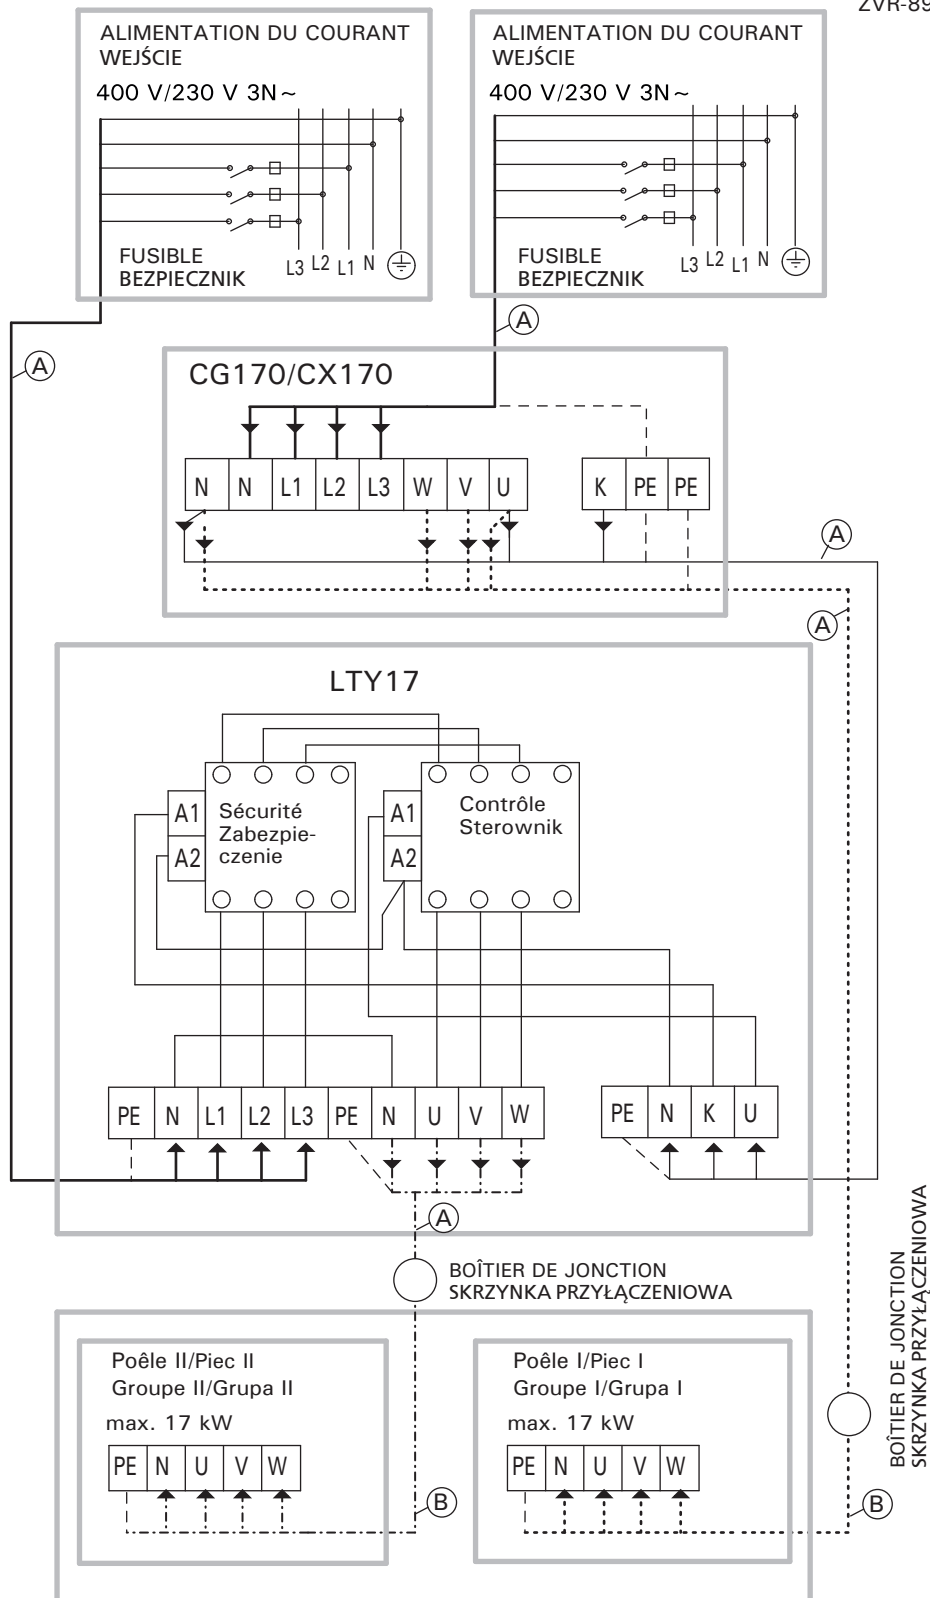 ZVR-89
ALIMENTATION DU COURANT
WEJŚCIE
400 V/230 V 3N~
FUSIBLE
BEZPIECZNIK
L3 L2 L1 N
ALIMENTATION DU COURANT
WEJŚCIE
400 V/230 V 3N~
FUSIBLE
BEZPIECZNIK
L3 L2 L1 N
A
A
CG170/CX170
N N L1 L2 L3 W V U
K PE PE
A
A
LTY17
A1
A2
Sécurité
Zabezpie-
czenie
A1
A2
Contrôle
Sterownik
PE N L1 L2 L3 PE N U V W
PE N K U
A
BOÎTIER DE JONCTION
SKRZYNKA PRZYŁĄCZENIOWA
BOÎTIER DE JONCTION
SKRZYNKA PRZYŁĄCZENIOWA
Poêle II/Piec II
Groupe II/Grupa II
max. 17 kW
PE N U V W
B
Poêle I/Piec I
Groupe I/Grupa I
max. 17 kW
PE N U V W
B